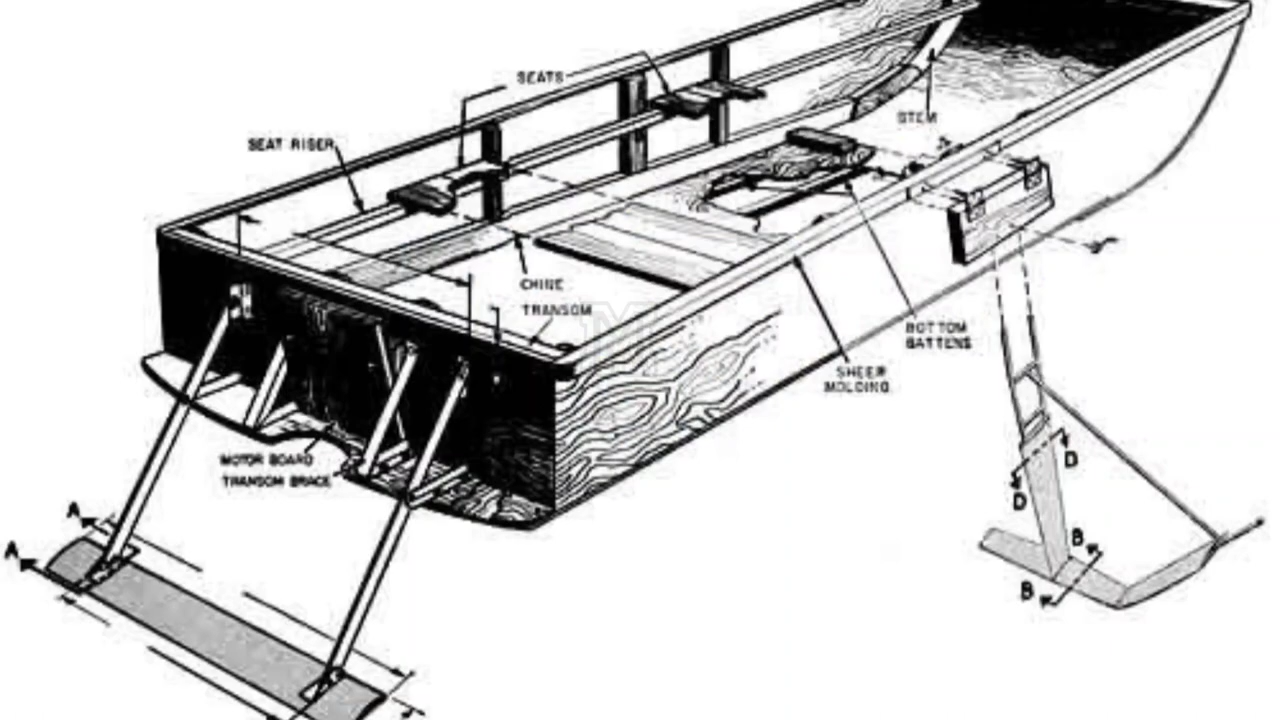 SEATS
SEAT RISER
STEM
CHINE
TRANSOM
BOTTOM
BATTENS
SHEER
MOLDING
MOTOR BOARD
TRANSOM BRACE
D
D
A
A
B
B